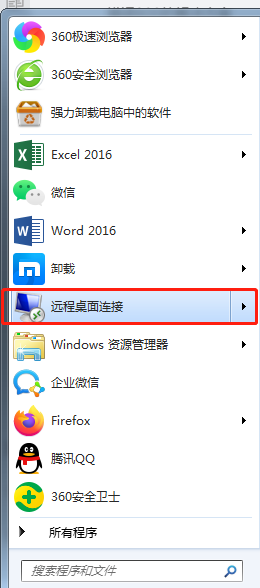 360极速浏览器
360安全浏览器
强力卸载电脑中的软件
Excel 2016
微信
Word 2016
卸载
远程桌面连接
Windows 资源管理器
企业微信
Firefox
腾讯QQ
360安全卫士
所有程序
搜索程序和文件